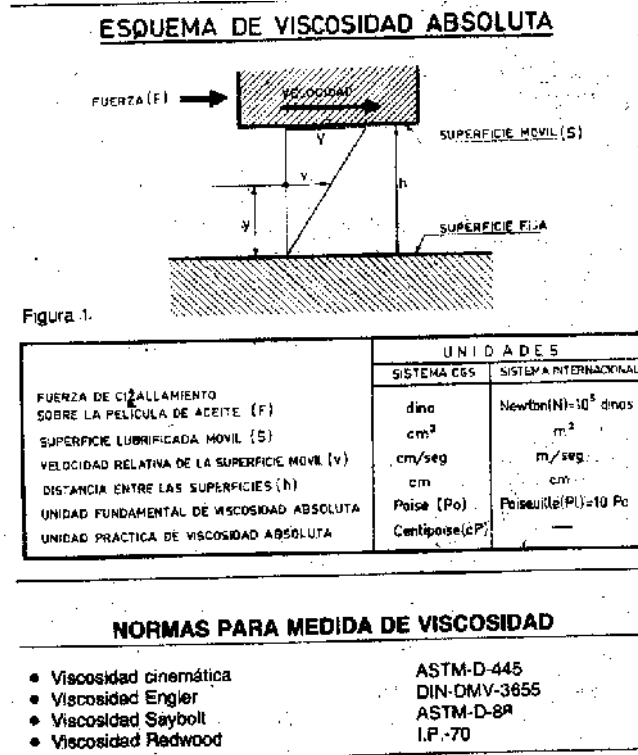 ESQUEMA DE VISCOSIDAD ABSOLUTA
FUERZA (F)
VELOCIDAD
V
SUPERFICIE MOVIL (S)
v
h
y
SUPERFICIE FIJA
Figura 1.
UNIDADES
SISTEMA CGS SISTEMA INTERNACIONAL
FUERZA DE CIZALLAMIENTO
SOBRE LA PELICULA DE ACEITE (F) dina Newton(N)=10⁵ dinas
SUPERFICIE LUBRIFICADA MOVIL (S) cm² m²
VELOCIDAD RELATIVA DE LA SUPERFICIE MOVIL (V) cm/seg m/seg
DISTANCIA ENTRE LAS SUPERFICIES (h) cm cm
UNIDAD FUNDAMENTAL DE VISCOSIDAD ABSOLUTA Poise (Po) Poiseuille(Pl)=10 Po
UNIDAD PRACTICA DE VISCOSIDAD ABSOLUTA Centipoise(cP) —
NORMAS PARA MEDIDA DE VISCOSIDAD
• Viscosidad cinemática ASTM-D-445
• Viscosidad Engler DIN-DMV-3655
• Viscosidad Saybolt ASTM-D-88
• Viscosidad Redwood I.P.-70